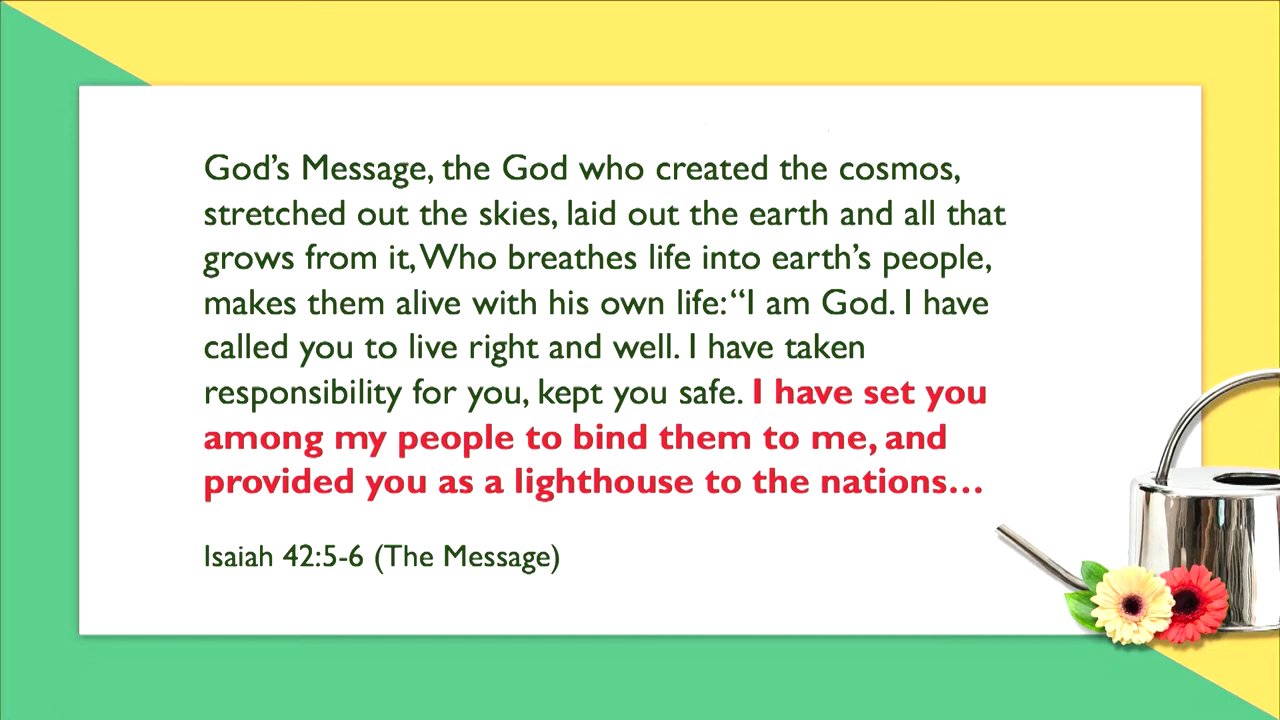 God’s Message, the God who created the cosmos,
stretched out the skies, laid out the earth and all that
grows from it, Who breathes life into earth’s people,
makes them alive with his own life: “I am God. I have
called you to live right and well. I have taken
responsibility for you, kept you safe. I have set you
among my people to bind them to me, and
provided you as a lighthouse to the nations…
Isaiah 42:5-6 (The Message)